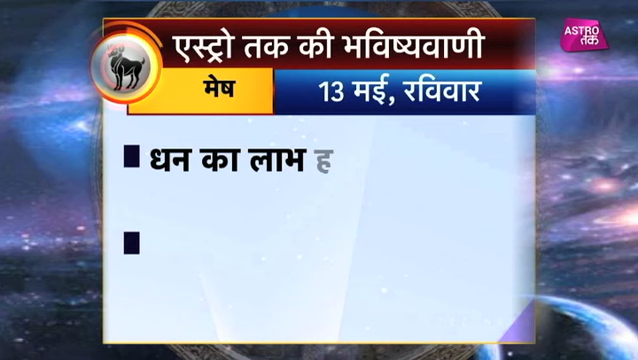 ASTRO
तक
एस्ट्रो तक की भविष्यवाणी
मेष
13 मई, रविवार
धन का लाभ ह